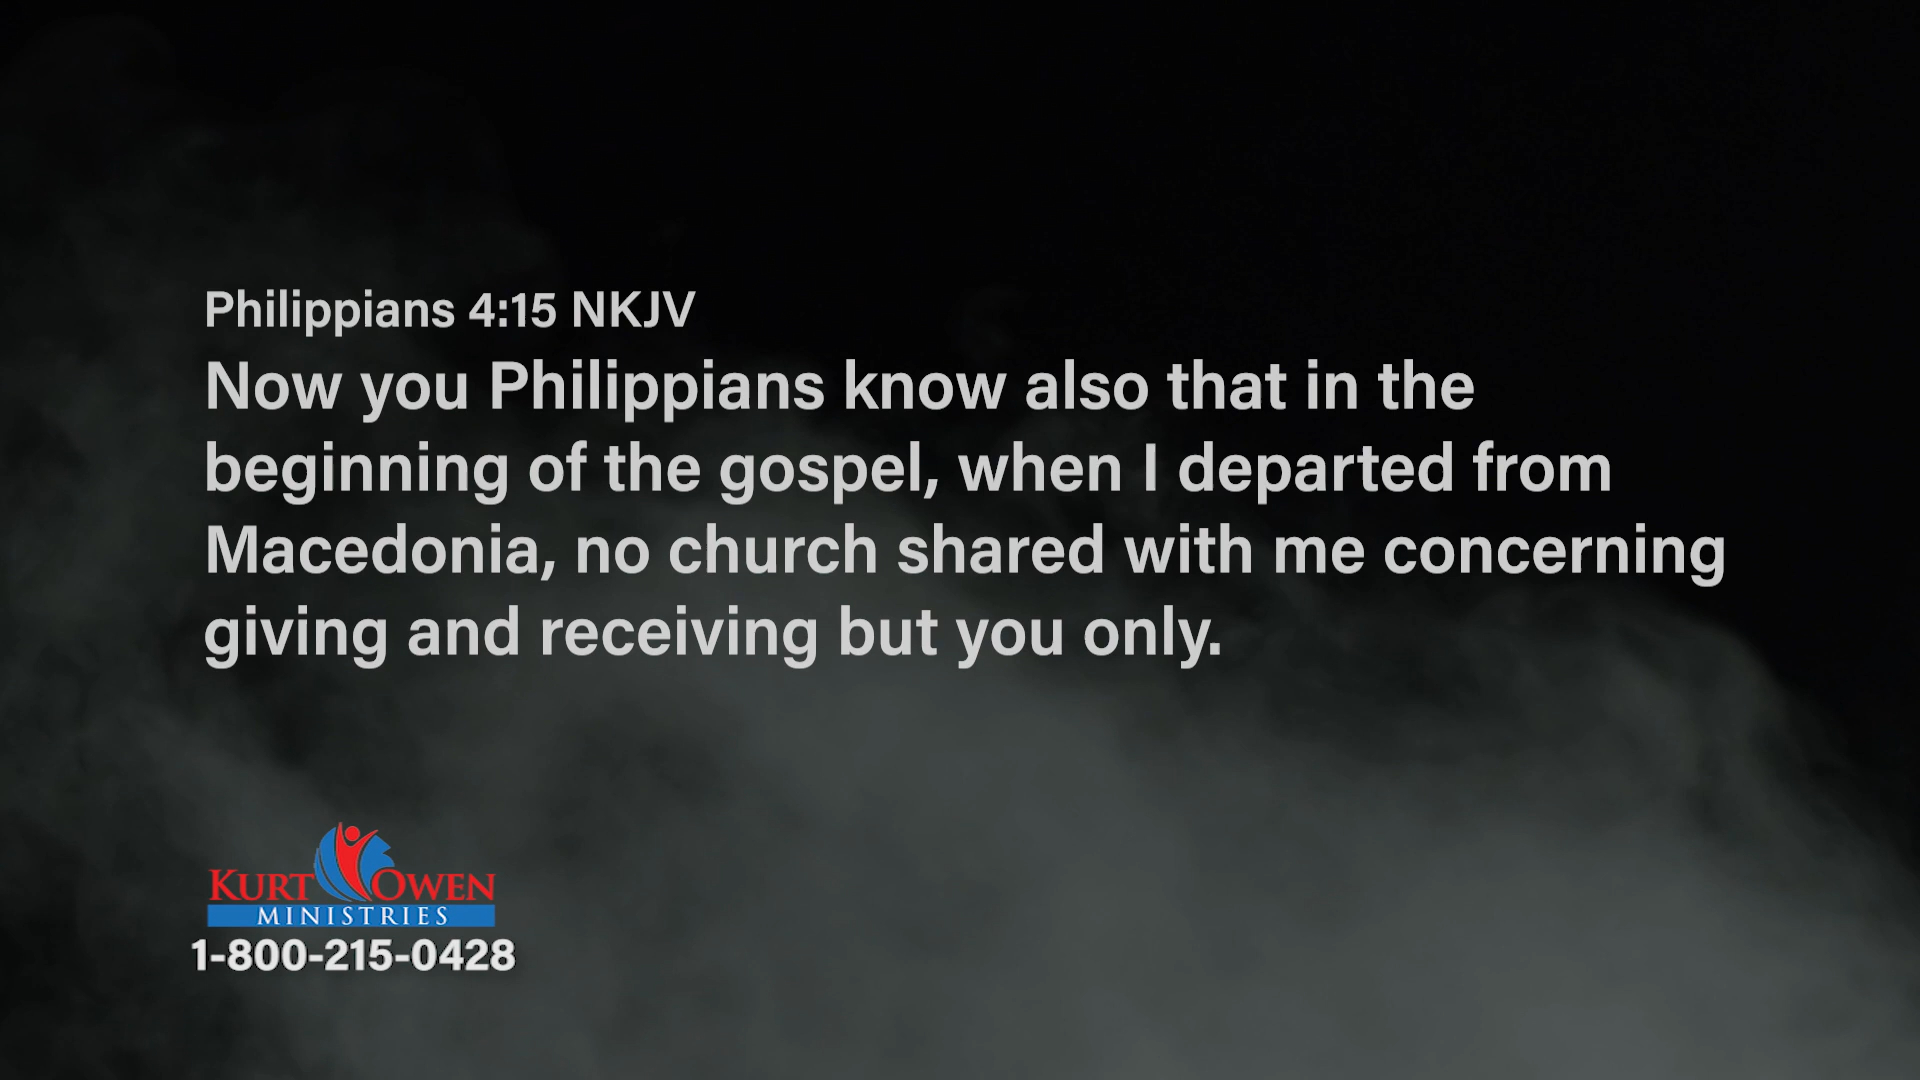 Philippians 4:15 NKJV
Now you Philippians know also that in the
beginning of the gospel, when I departed from
Macedonia, no church shared with me concerning
giving and receiving but you only.
KURT OWEN
MINISTRIES
1-800-215-0428